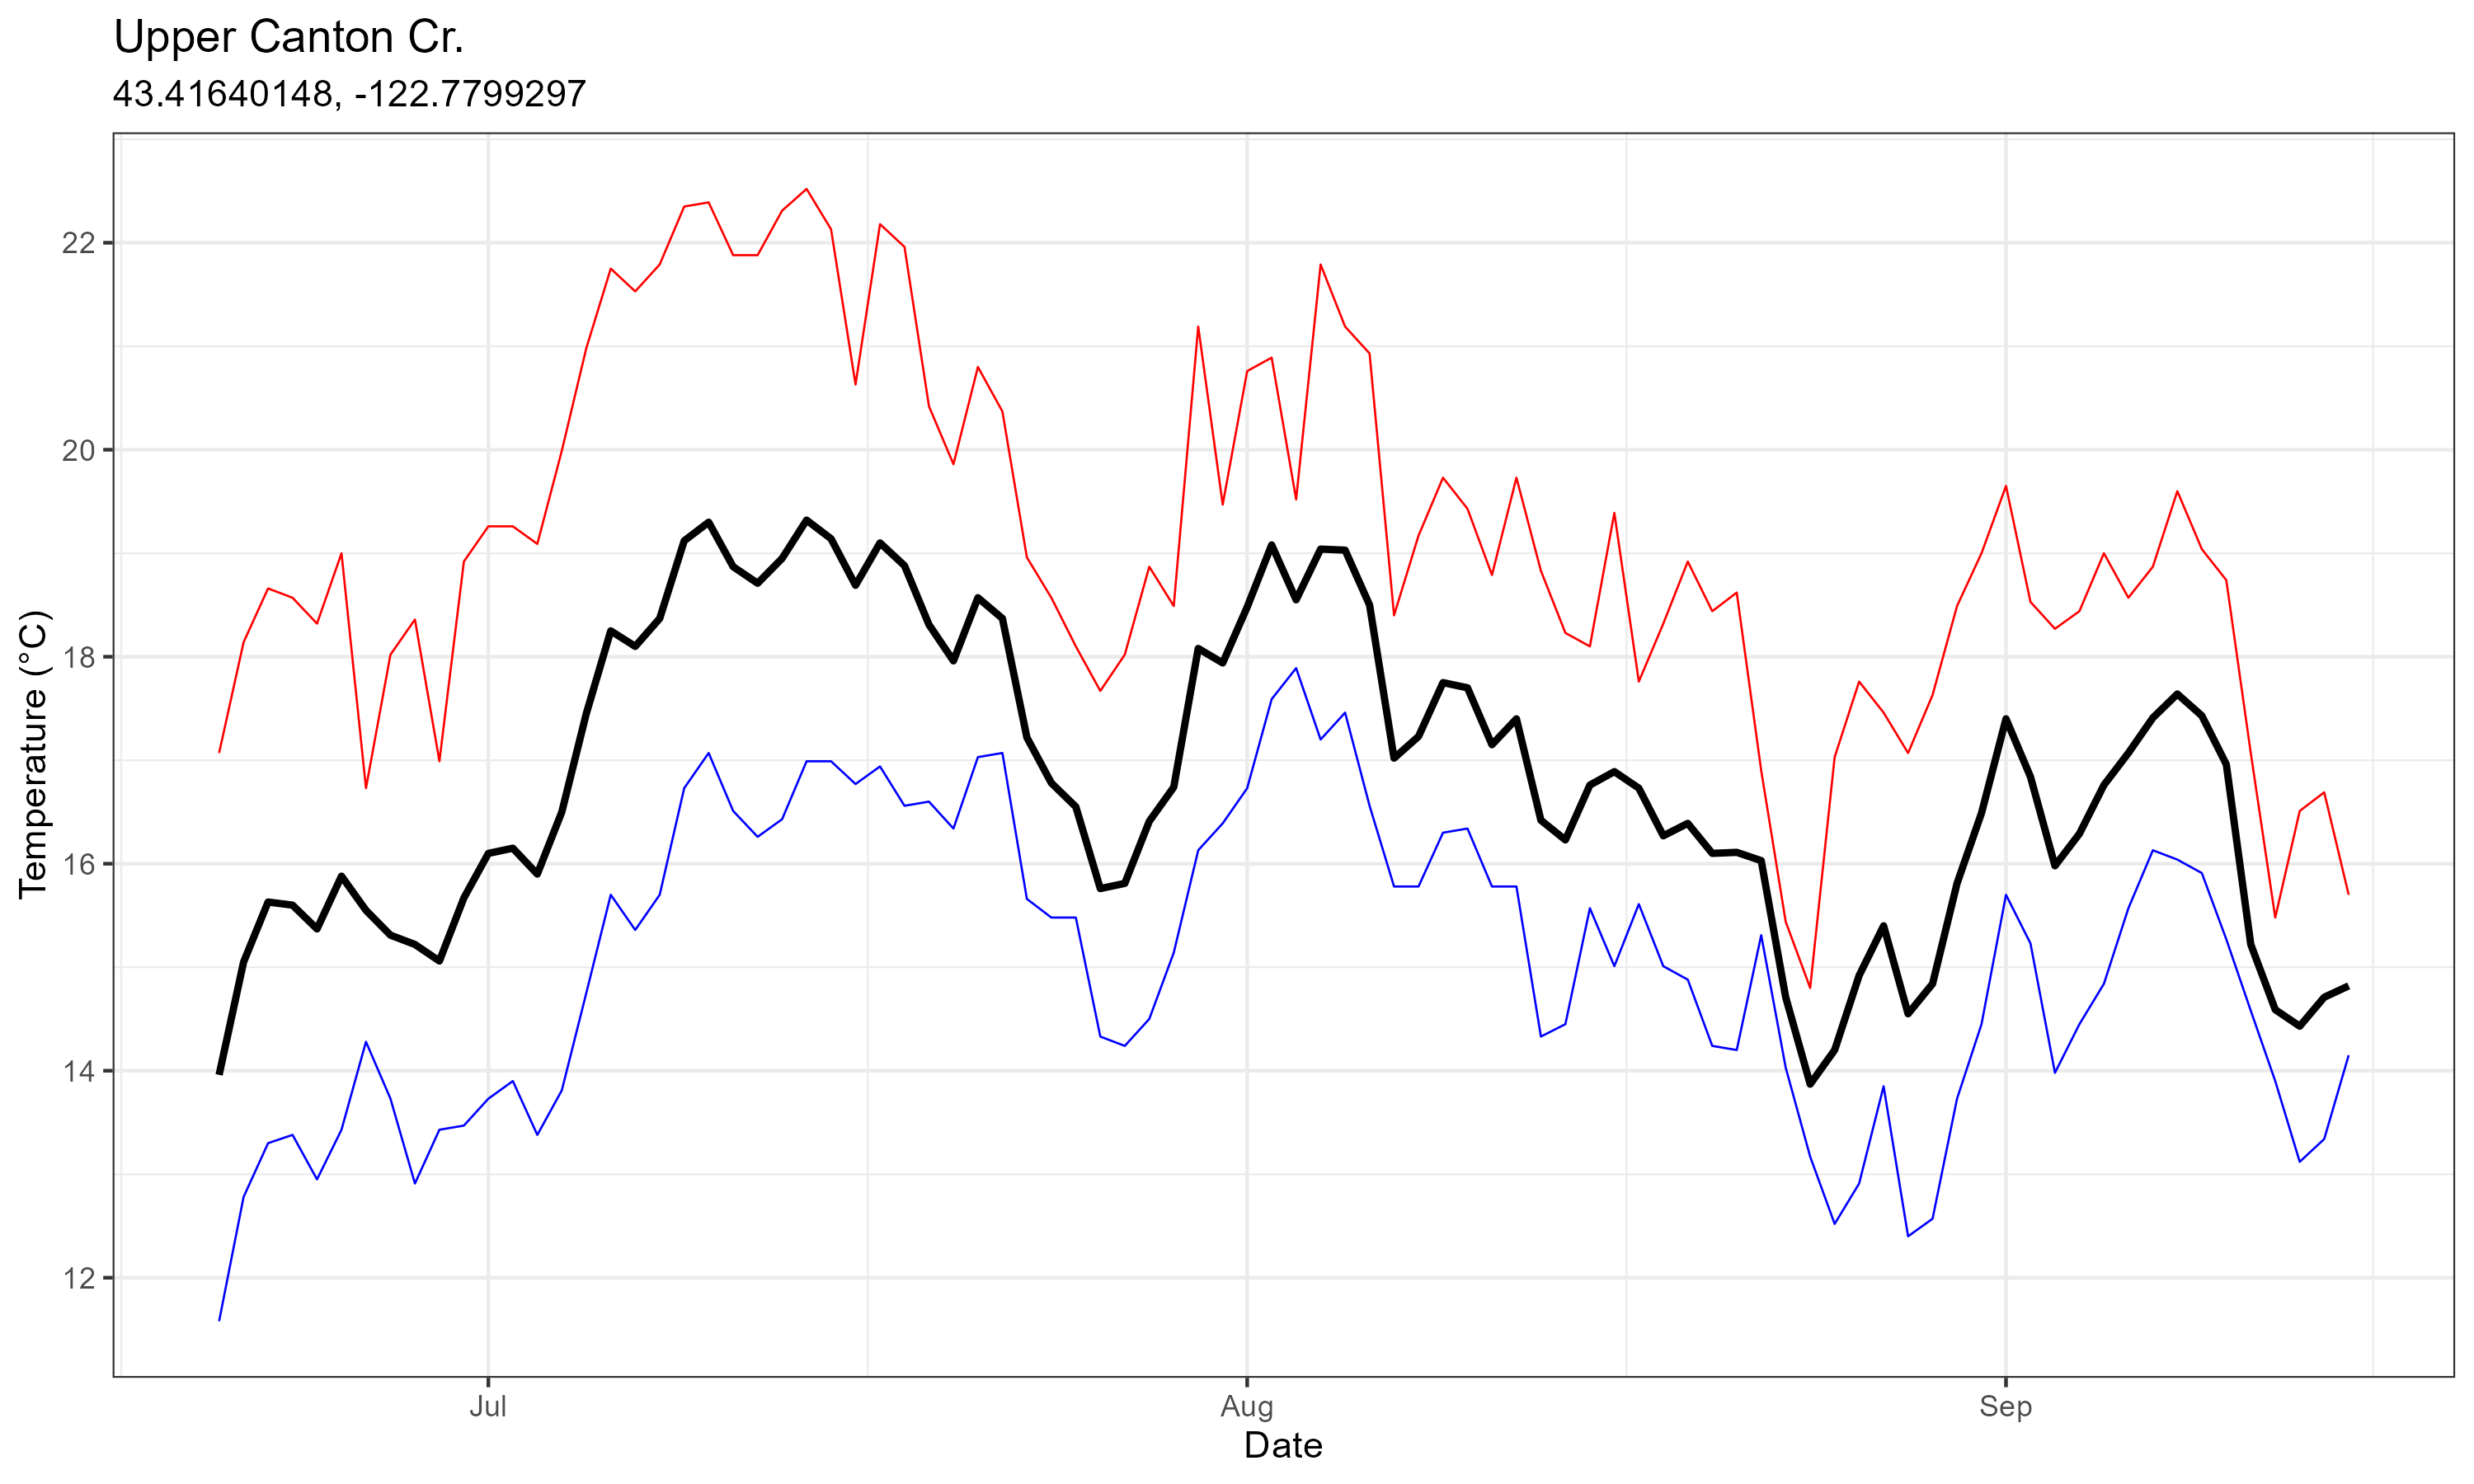 Upper Canton Cr.
43.41640148, -122.7799297
Temperature (°C)
22
20
18
16
14
12
Jul
Aug
Sep
Date